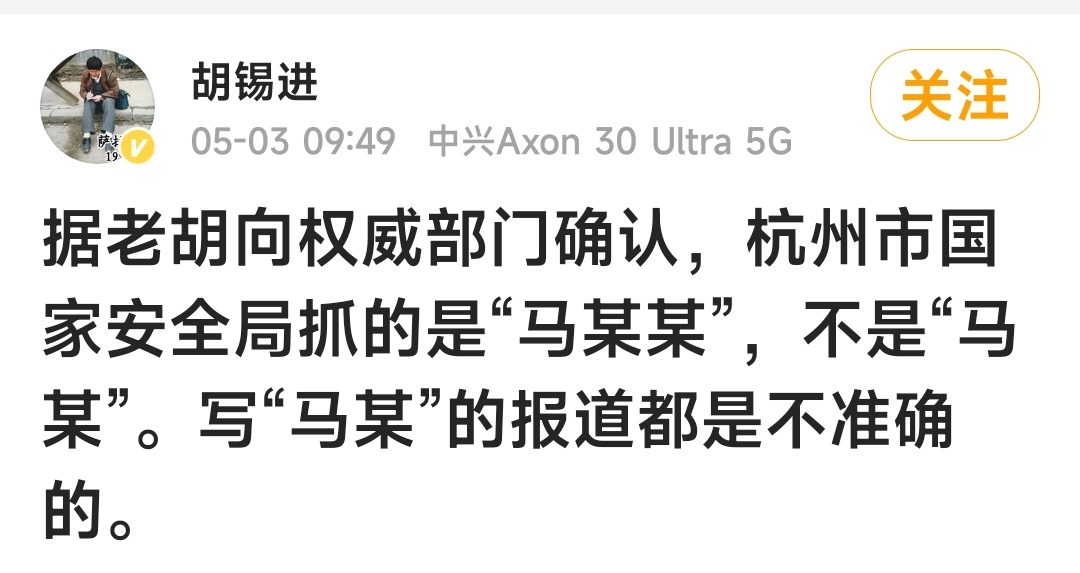 胡锡进
05-03 09:49 中兴Axon 30 Ultra 5G
关注
据老胡向权威部门确认，杭州市国
家安全局抓的是“马某某”，不是“马
某”。写“马某”的报道都是不准确
的。